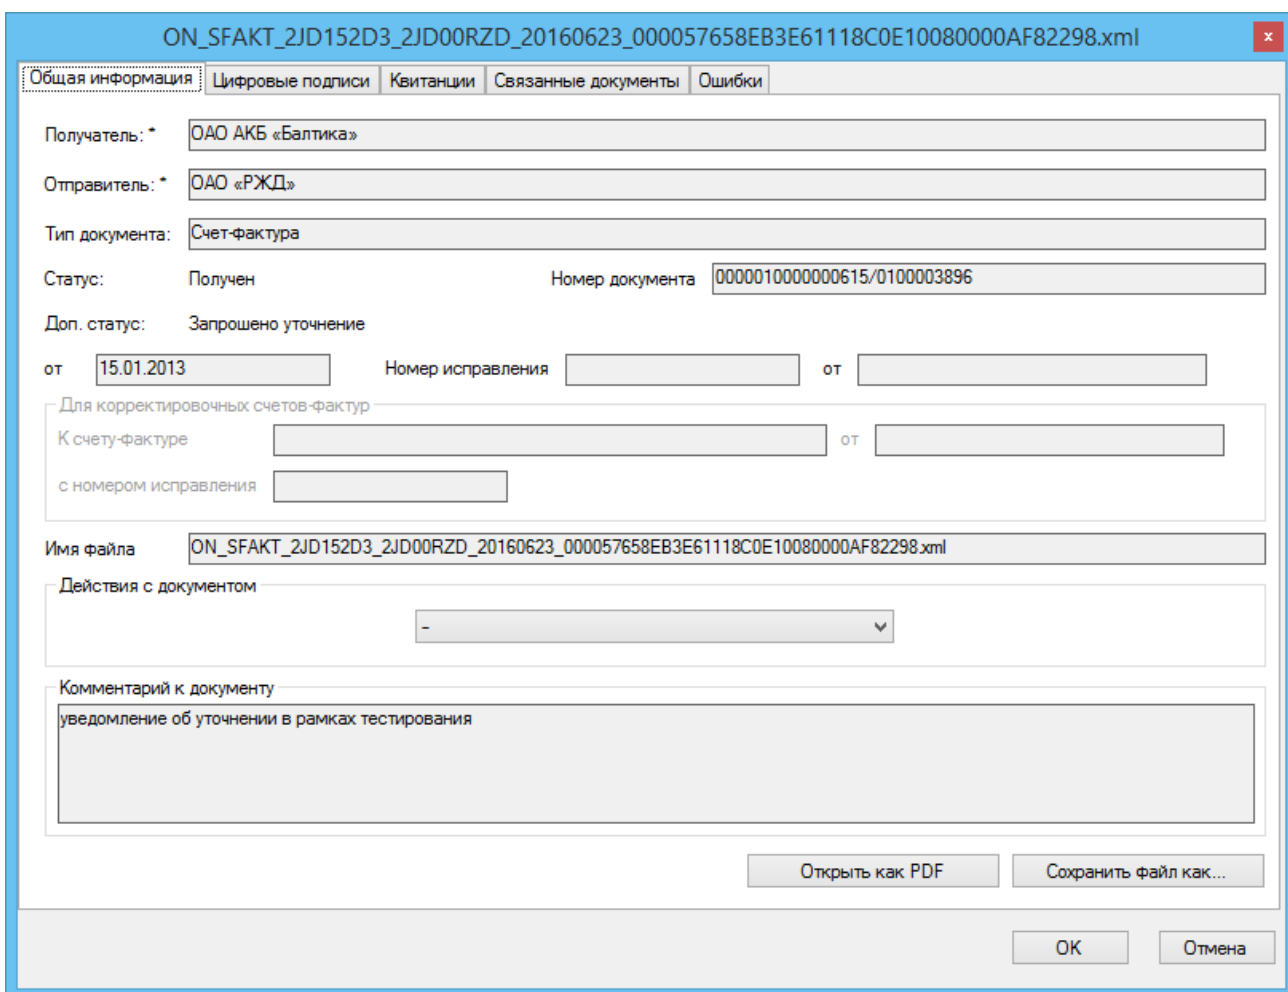 ON_SFAKT_2JD152D3_2JD00RZD_20160623_000057658EB3E61118C0E10080000AF82298.xml
x
Общая информация Цифровые подписи Квитанции Связанные документы Ошибки
Получатель: * ОАО АКБ «Балтика»
Отправитель: * ОАО «РЖД»
Тип документа: Счет-фактура
Статус: Получен Номер документа 0000010000000615/0100003896
Доп. статус: Запрошено уточнение
от 15.01.2013 Номер исправления от
Для корректировочных счетов-фактур
К счету-фактуре от
с номером исправления
Имя файла ON_SFAKT_2JD152D3_2JD00RZD_20160623_000057658EB3E61118C0E10080000AF82298.xml
Действия с документом
-
Комментарий к документу
уведомление об уточнении в рамках тестирования
Открыть как PDF Сохранить файл как...
OK Отмена